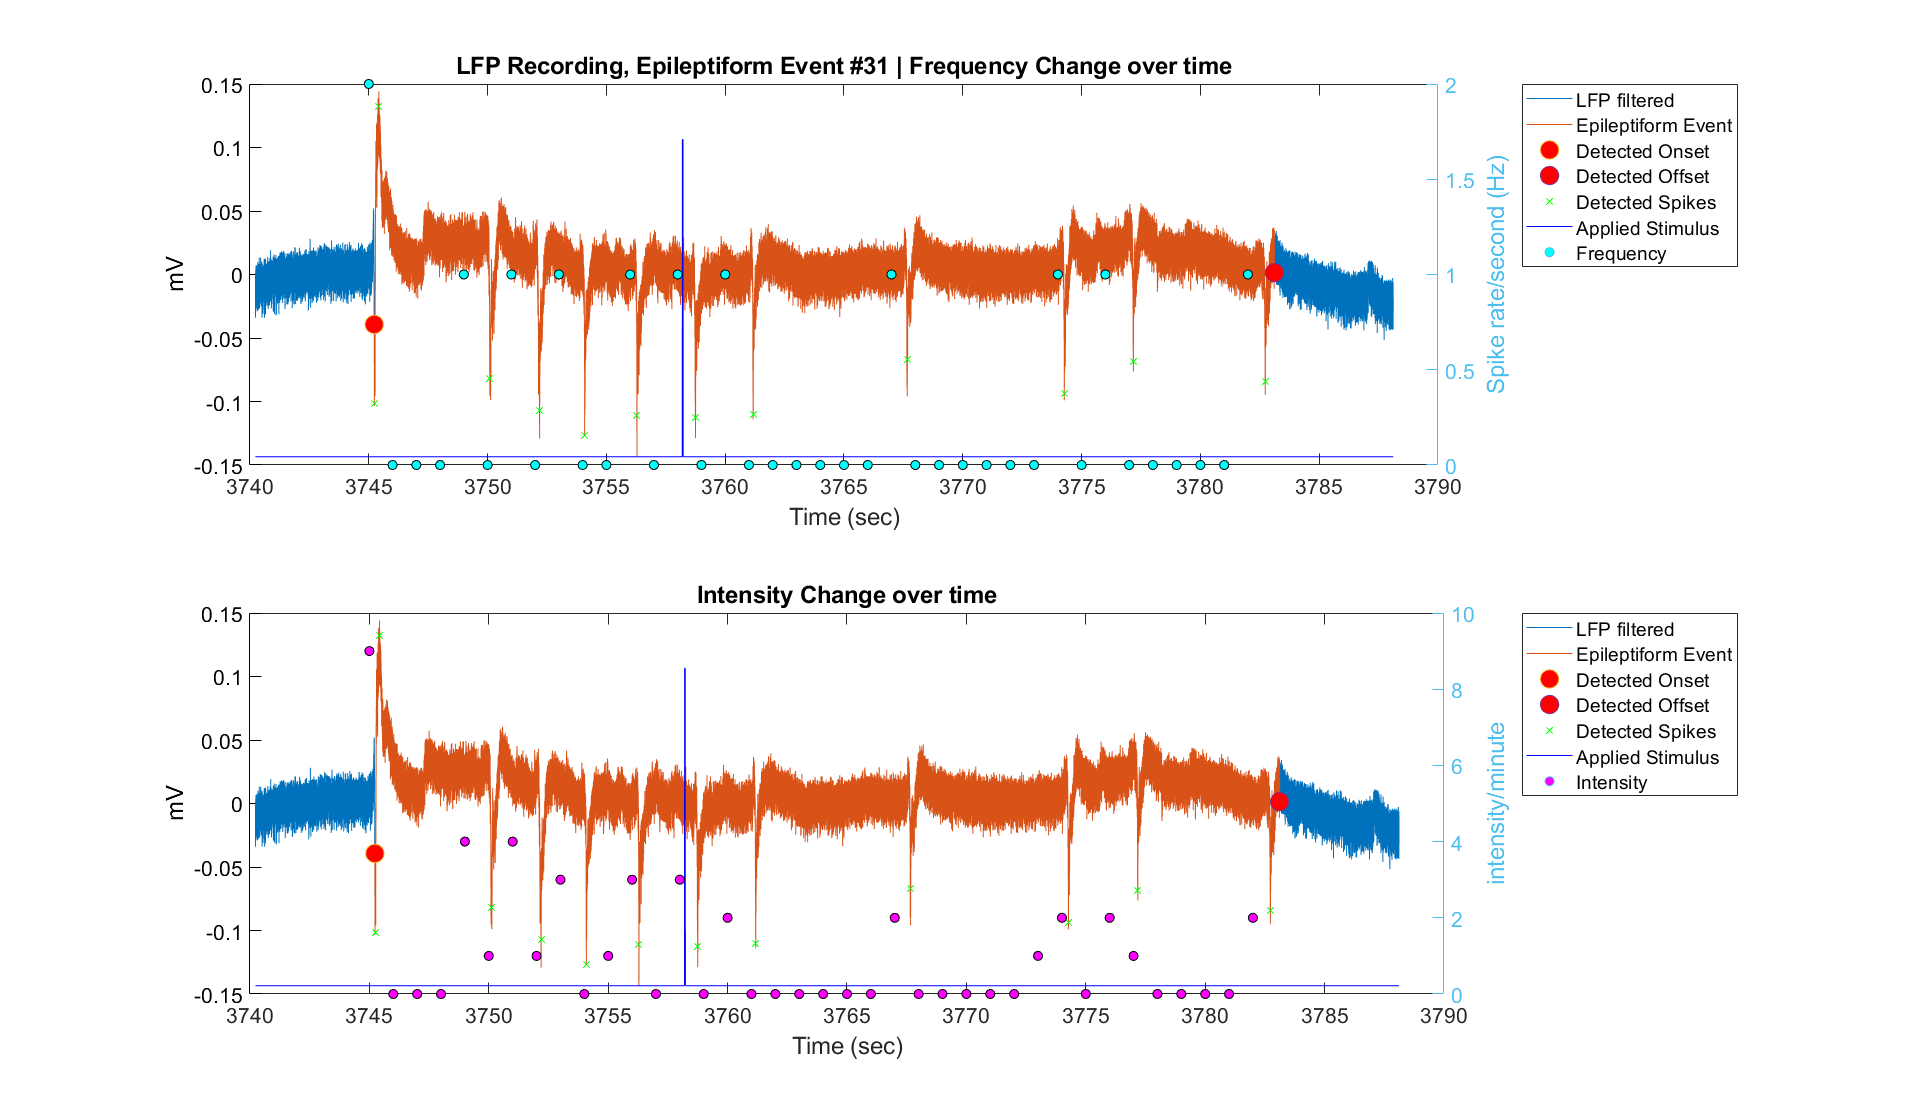 LFP Recording, Epileptiform Event #31 | Frequency Change over time
0.15
0.1
0.05
0
-0.05
-0.1
-0.15
mV
3740 3745 3750 3755 3760 3765 3770 3775 3780 3785 3790
Time (sec)
2
1.5
1
0.5
0
Spike rate/second (Hz)
LFP filtered
Epileptiform Event
Detected Onset
Detected Offset
Detected Spikes
Applied Stimulus
Frequency
Intensity Change over time
0.15
0.1
0.05
0
-0.05
-0.1
-0.15
mV
3740 3745 3750 3755 3760 3765 3770 3775 3780 3785 3790
Time (sec)
10
8
6
4
2
0
intensity/minute
LFP filtered
Epileptiform Event
Detected Onset
Detected Offset
Detected Spikes
Applied Stimulus
Intensity